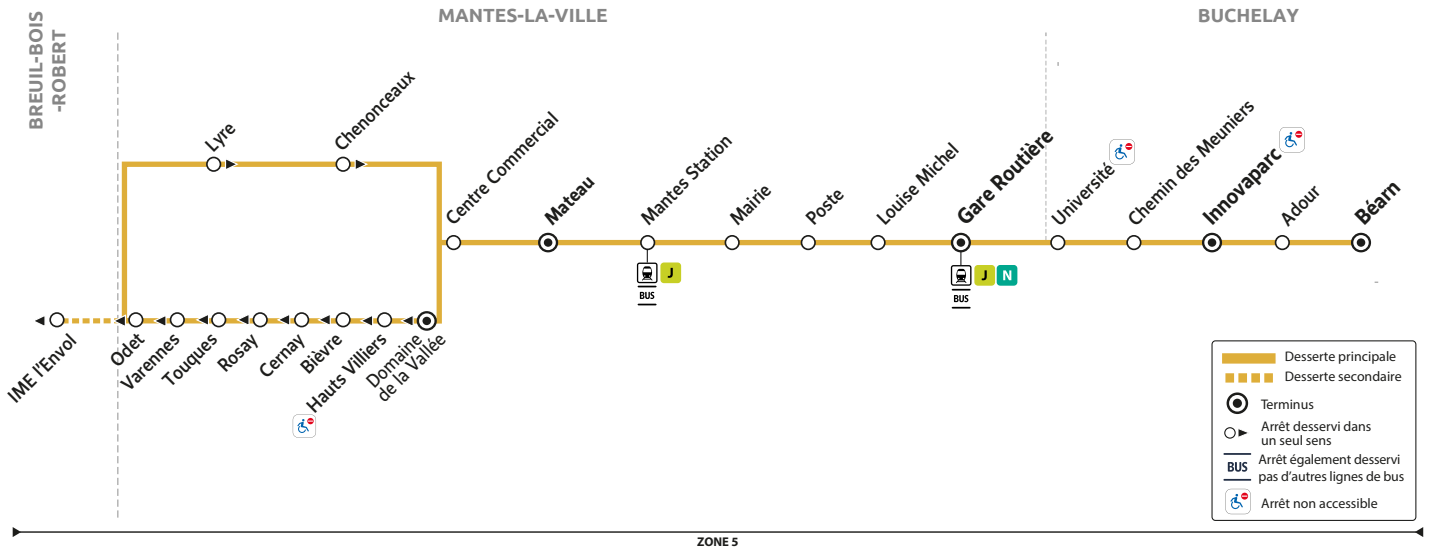 BREUIL-BOIS
-ROBERT
MANTES-LA-VILLE
BUCHELAY
Lyre
Chenonceaux
Centre Commercial
Mateau
Mantes Station
Mairie
Poste
Louise Michel
Gare Routière
Université
Chemin des Meuniers
Innovaparc
Adour
Béarn
J
BUS
J N
BUS
IME l'Envol
Odet
Varennes
Touques
Rosay
Cernay
Bièvre
Hauts Villiers
Domaine
de la Vallée
Desserte principale
Desserte secondaire
Terminus
Arrêt desservi dans
un seul sens
BUS
Arrêt également desservi
pas d'autres lignes de bus
Arrêt non accessible
ZONE 5